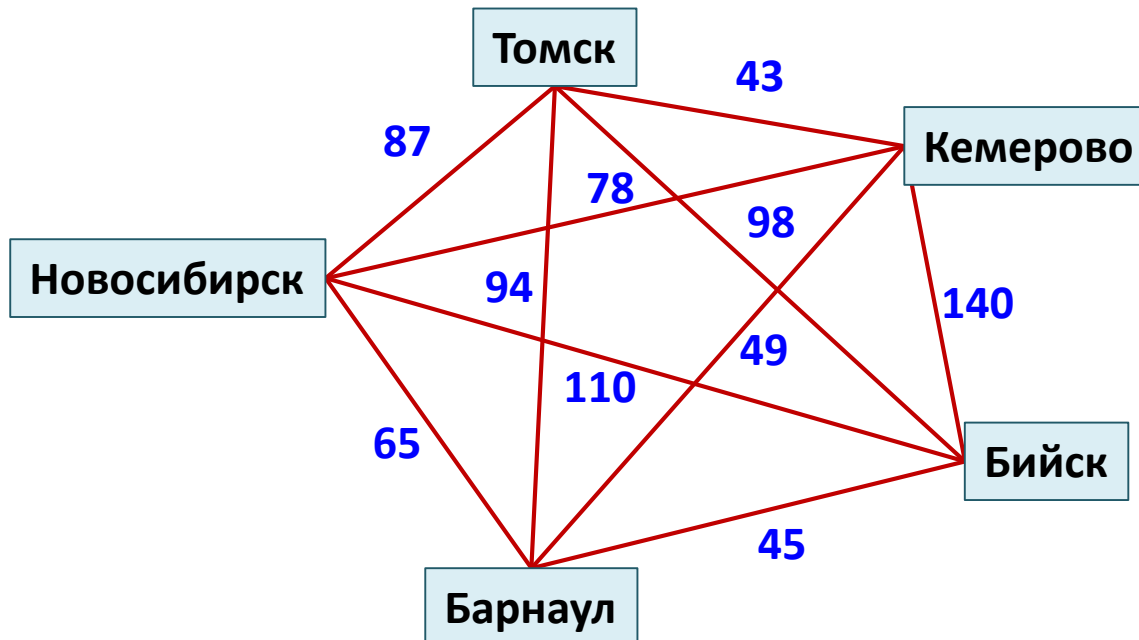 Томск
43
87
Кемерово
78
98
Новосибирск
94
140
49
110
65
Бийск
45
Барнаул